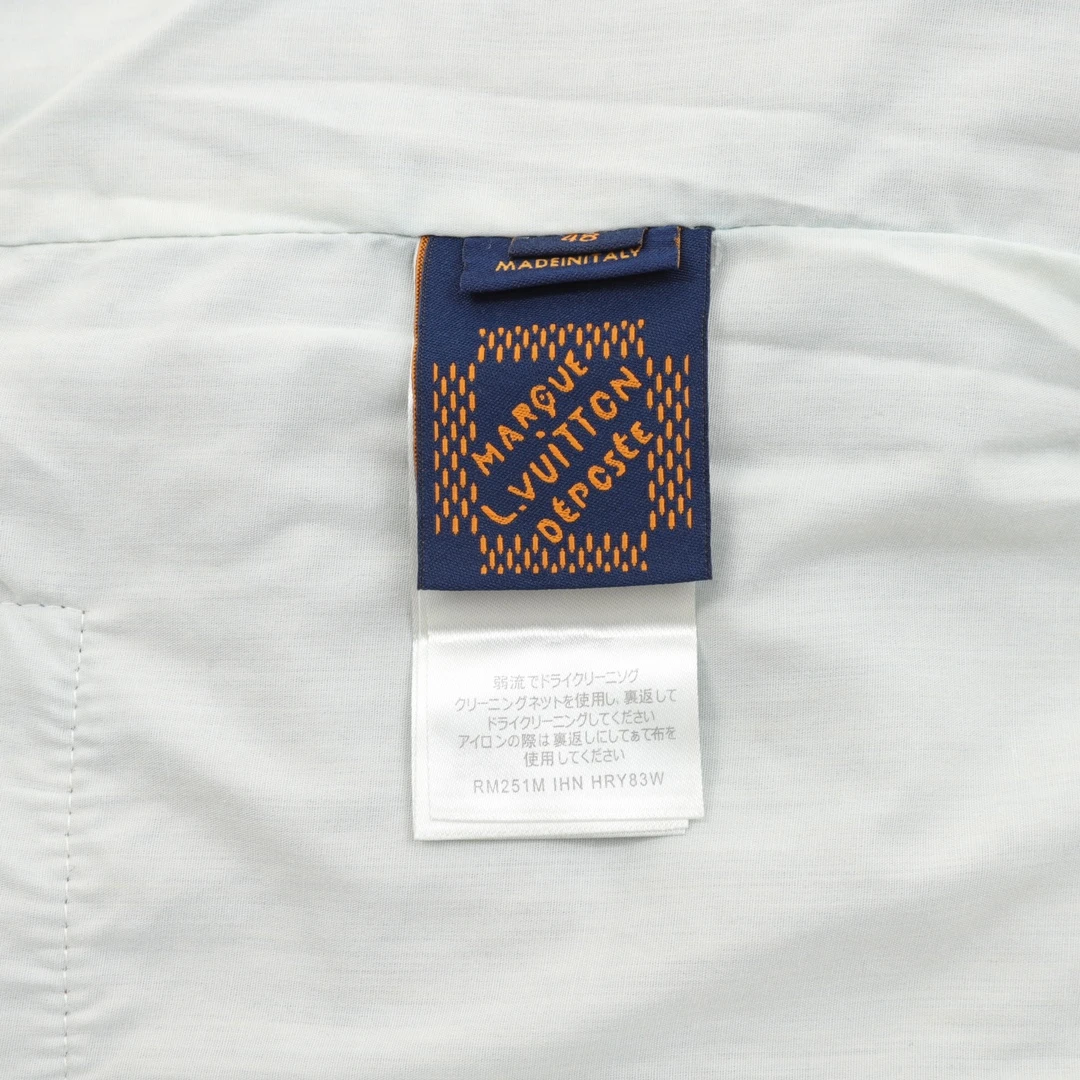 48
MADEINITALY
MARQUE
L.VUITTON
DÉPOSÉE
弱流でドライクリーニソグ
クリーニングネツトを使用し、裏返して
ドライクリーニングしてください
アイロンの際は裏返しにしてあて布を
使用してください
RM251M IHN HRY83W